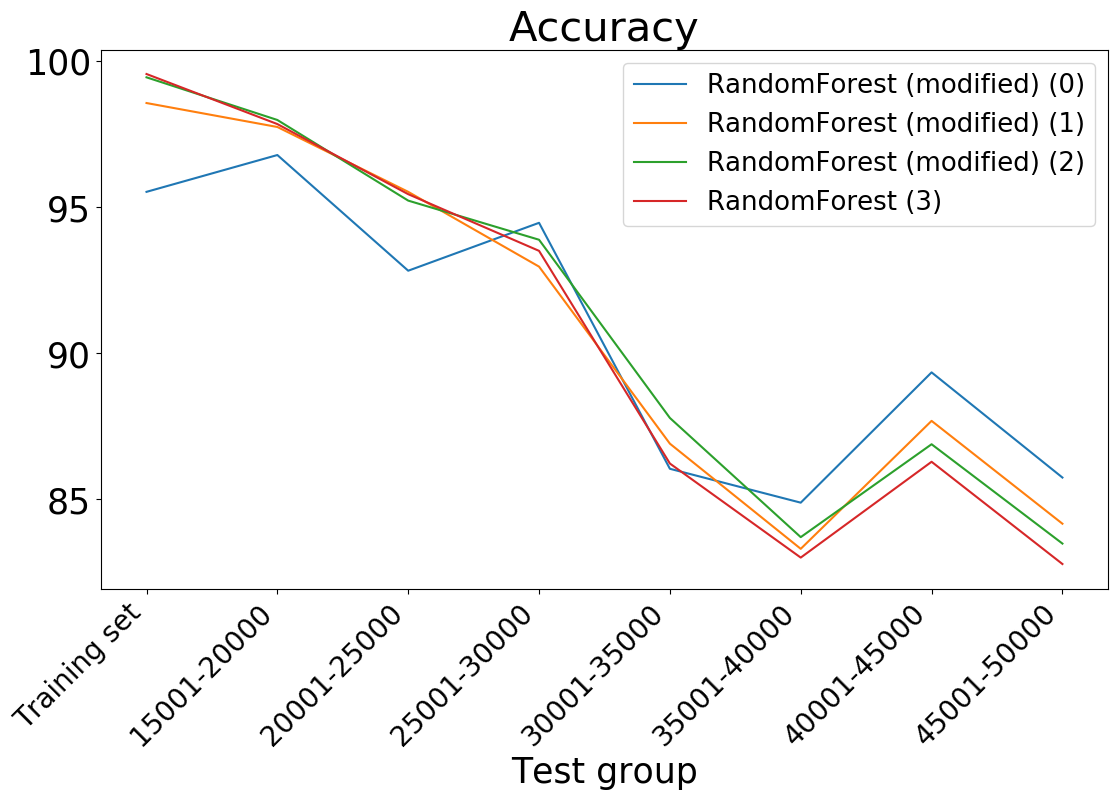 Accuracy
100
95
90
85
RandomForest (modified) (0)
RandomForest (modified) (1)
RandomForest (modified) (2)
RandomForest (3)
Training set
15001-20000
20001-25000
25001-30000
30001-35000
35001-40000
40001-45000
45001-50000
Test group